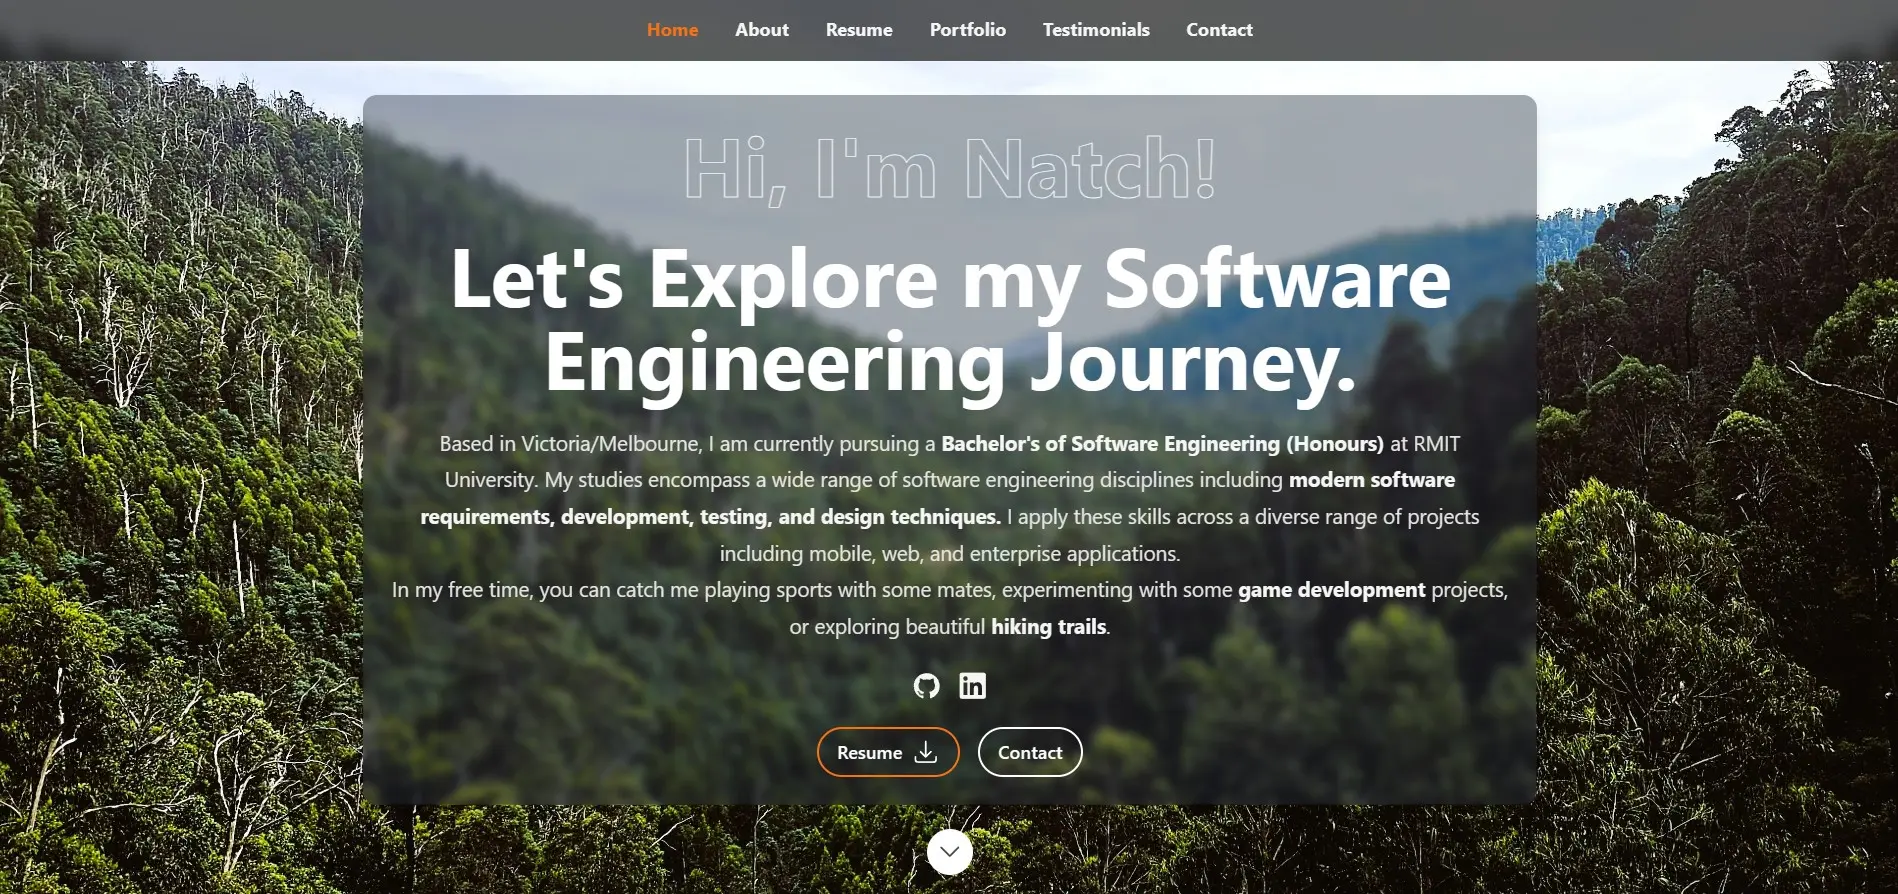 Home About Resume Portfolio Testimonials Contact
Hi, I'm Natch!
Let's Explore my Software
Engineering Journey.
Based in Victoria/Melbourne, I am currently pursuing a Bachelor's of Software Engineering (Honours) at RMIT
University. My studies encompass a wide range of software engineering disciplines including modern software
requirements, development, testing, and design techniques. I apply these skills across a diverse range of projects
including mobile, web, and enterprise applications.
In my free time, you can catch me playing sports with some mates, experimenting with some game development projects,
or exploring beautiful hiking trails.
in
Resume Contact